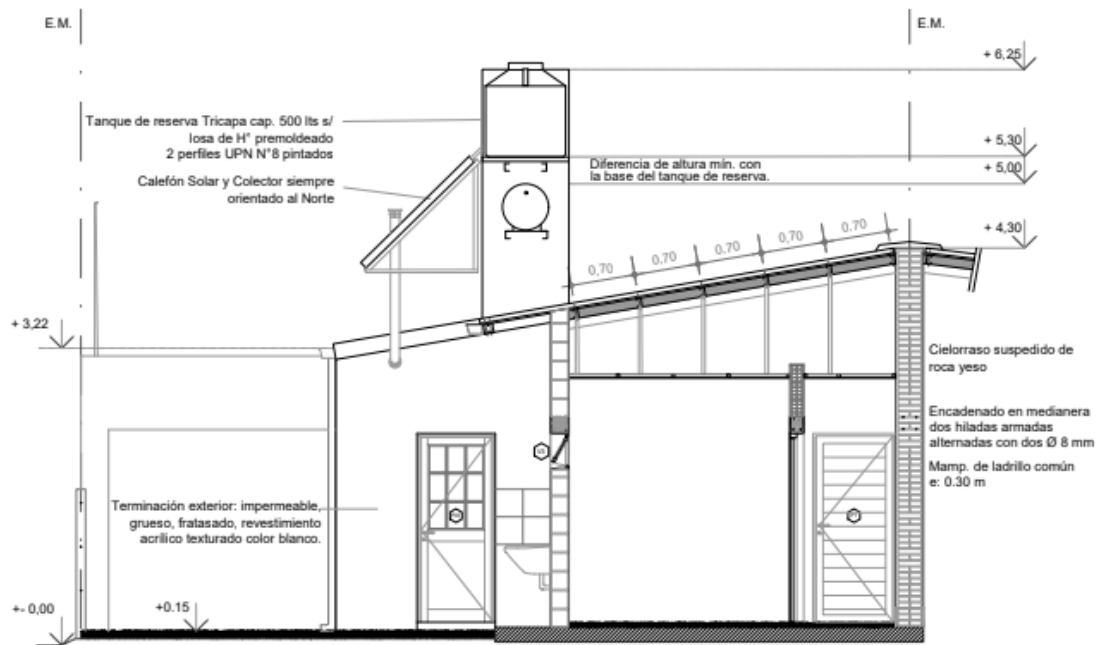 E.M.
E.M.
+ 6,25
Tanque de reserva Tricapa cap. 500 lts s/
losa de H° premoldeado
2 perfiles UPN N°8 pintados
+ 5,30
Diferencia de altura mín. con
la base del tanque de reserva.
+ 5,00
Calefón Solar y Colector siempre
orientado al Norte
+ 4,30
0.70
0.70
0.70
0.70
0,70
+ 3,22
Cielorraso suspedido de
roca yeso
Encadenado en medianera
dos hiladas armadas
alternadas con dos Ø 8 mm
Mamp. de ladrillo común
e: 0.30 m
Terminación exterior: impermeable,
grueso, fratasado, revestimiento
acrílico texturado color blanco.
+- 0,00
+0.15